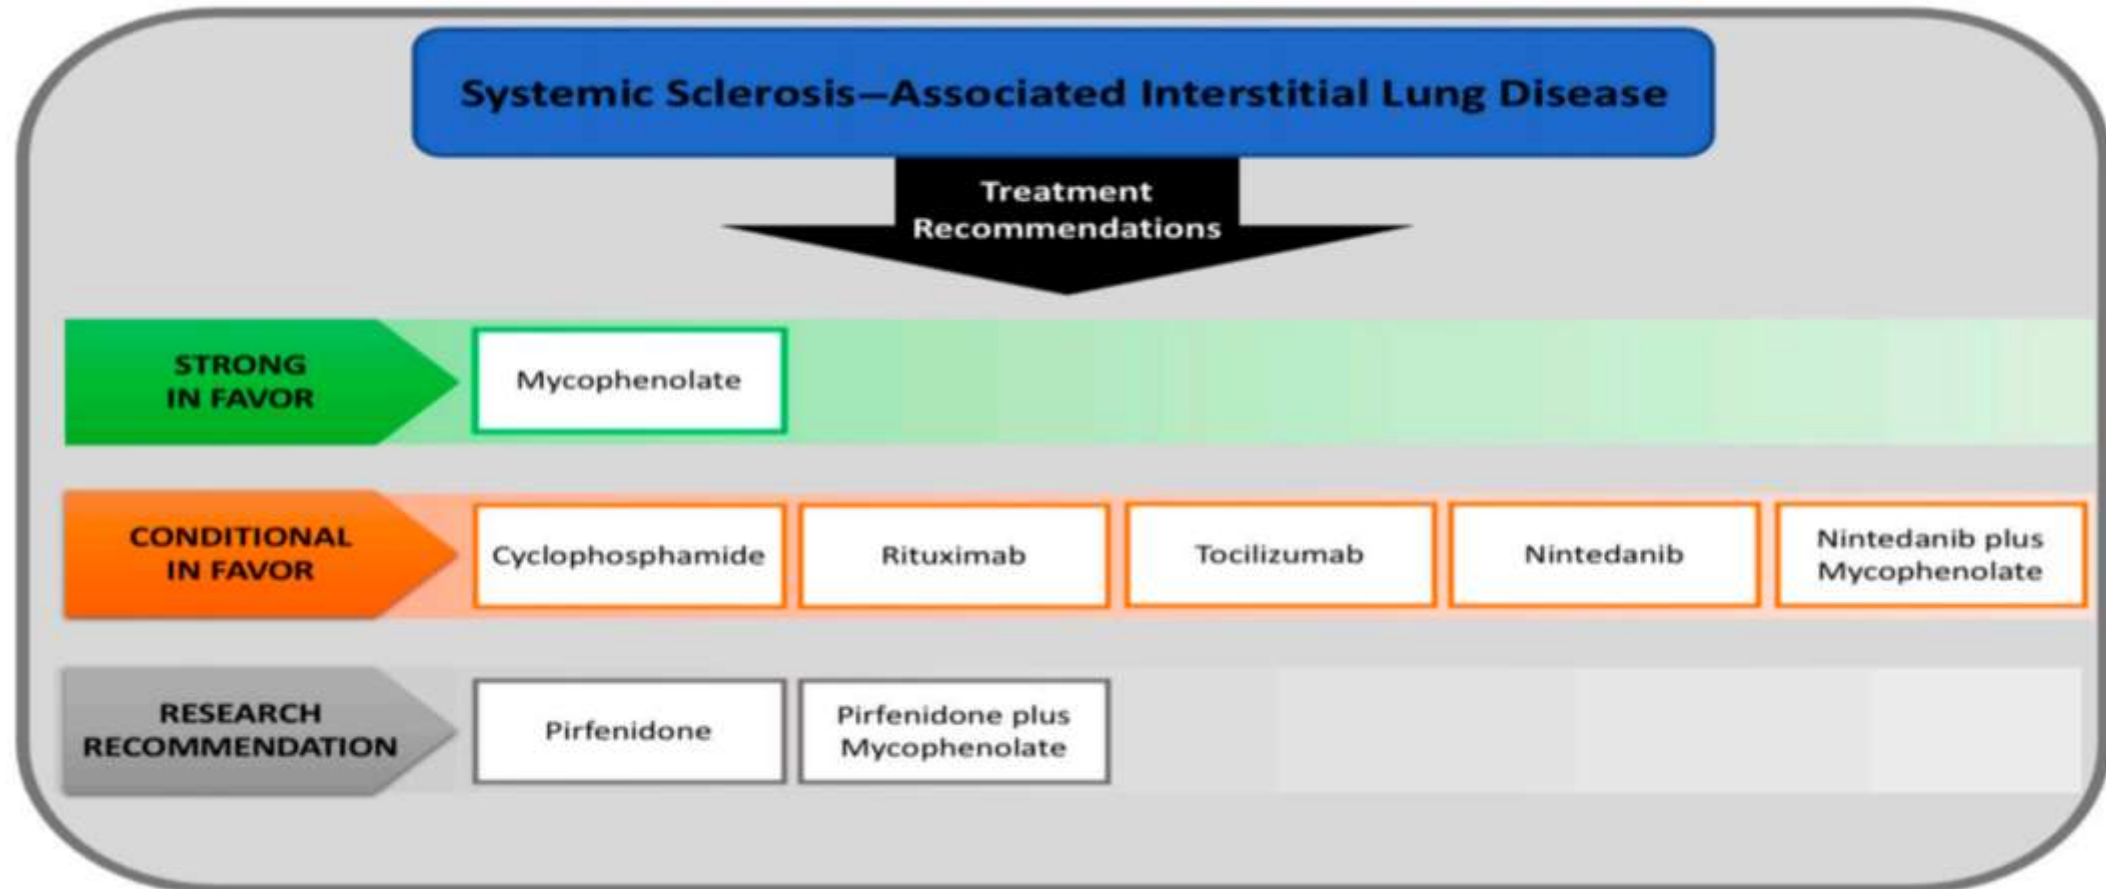 Systemic Sclerosis–Associated Interstitial Lung Disease
Treatment
Recommendations
STRONG
IN FAVOR
Mycophenolate
CONDITIONAL
IN FAVOR
Cyclophosphamide
Rituximab
Tocilizumab
Nintedanib
Nintedanib plus
Mycophenolate
RESEARCH
RECOMMENDATION
Pirfenidone
Pirfenidone plus
Mycophenolate